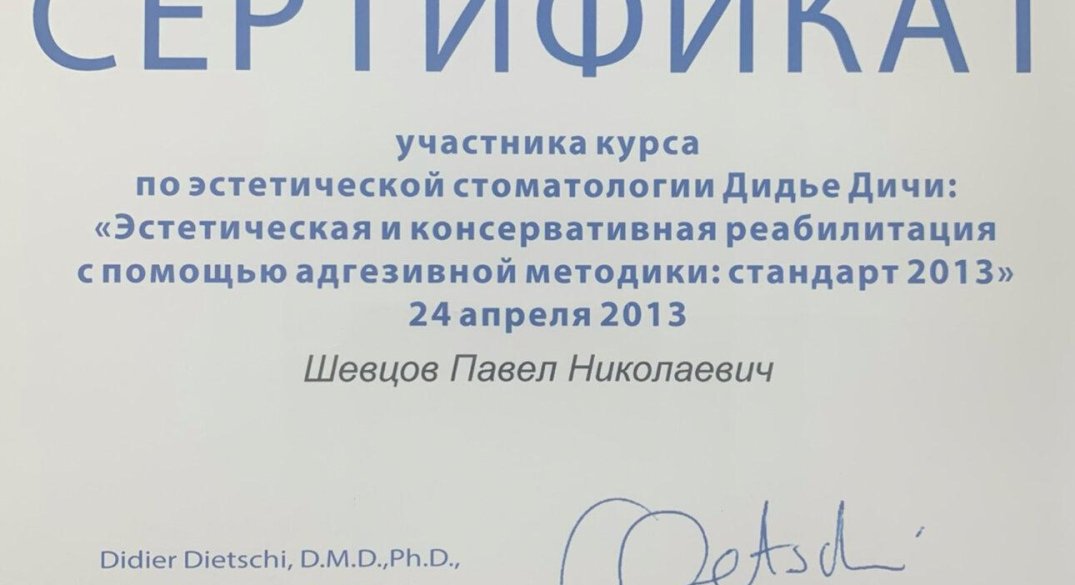 СЕРТИФИКАТ
участника курса
по эстетической стоматологии Дидье Дичи:
«Эстетическая и консервативная реабилитация
с помощью адгезивной методики: стандарт 2013»
24 апреля 2013
Шевцов Павел Николаевич
Didier Dietschi, D.M.D.,Ph.D.,